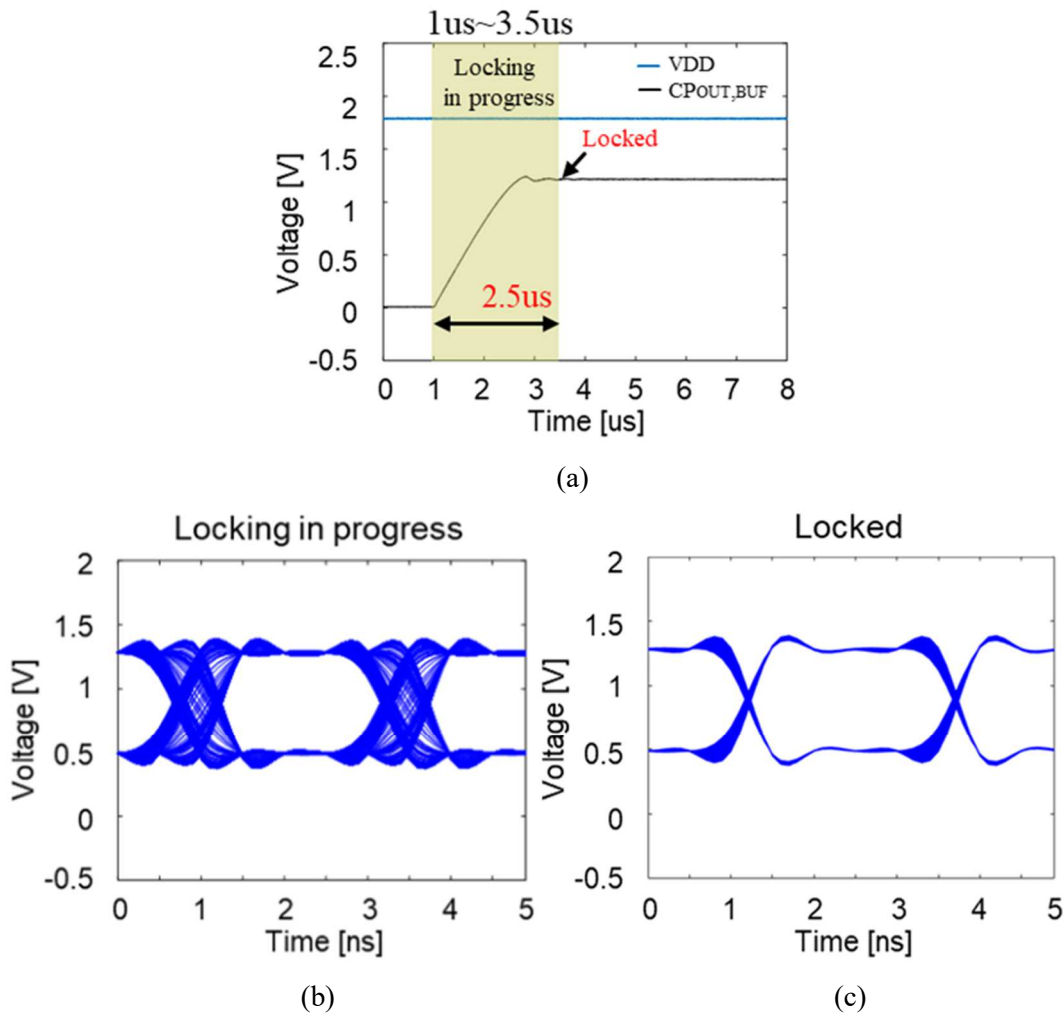 1us~3.5us
2.5
2
1.5
1
0.5
0
-0.5
Voltage [V]
Locking
in progress
VDD
CPOUT,BUF
Locked
2.5us
0 1 2 3 4 5 6 7 8
Time [us]
(a)
Locking in progress
2
1.5
1
0.5
0
-0.5
Voltage [V]
0 1 2 3 4 5
Time [ns]
(b)
Locked
2
1.5
1
0.5
0
-0.5
Voltage [V]
0 1 2 3 4 5
Time [ns]
(c)